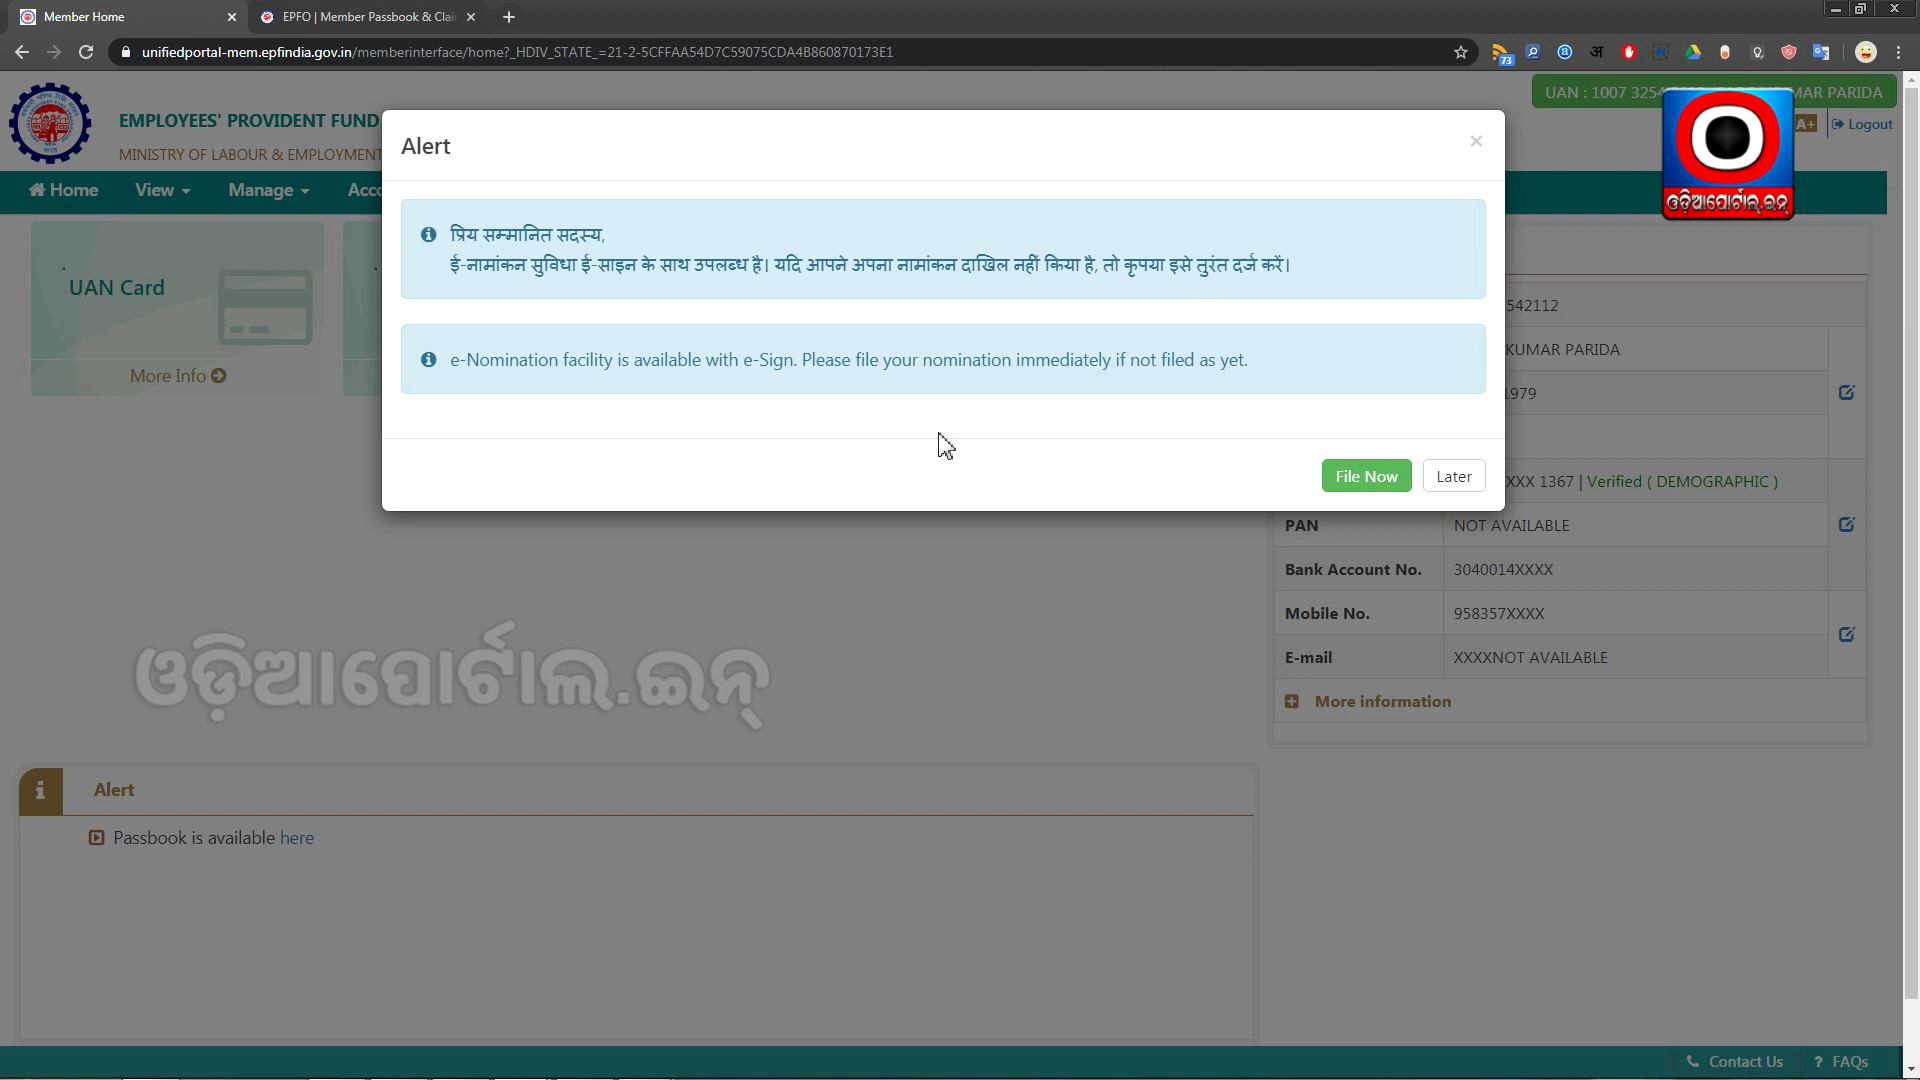 Member Home
EPFO | Member Passbook & Clai
unifiedportal-mem.epfindia.gov.in/memberinterface/home?_HDIV_STATE_=21-2-5CFFAA54D7C59075CDA4B860870173E1
73
UAN : 1007 3254 MAR PARIDA
EMPLOYEES' PROVIDENT FUND
MINISTRY OF LABOUR & EMPLOYMENT
A+
Logout
ଓଡ଼ିଆପୋର୍ଟାଲ୍.ଇନ୍
Home
View
Manage
Acco
Alert
×
प्रिय सम्मानित सदस्य,
ई-नामांकन सुविधा ई-साइन के साथ उपलब्ध है। यदि आपने अपना नामांकन दाखिल नहीं किया है, तो कृपया इसे तुरंत दर्ज करें।
e-Nomination facility is available with e-Sign. Please file your nomination immediately if not filed as yet.
File Now
Later
UAN Card
More Info
542112
KUMAR PARIDA
1979
XXX 1367 | Verified ( DEMOGRAPHIC )
PAN NOT AVAILABLE
Bank Account No. 3040014XXXX
Mobile No. 958357XXXX
E-mail XXXXNOT AVAILABLE
More information
ଓଡ଼ିଆପୋର୍ଟାଲ.ଇନ୍
Alert
Passbook is available here
Contact Us
? FAQs